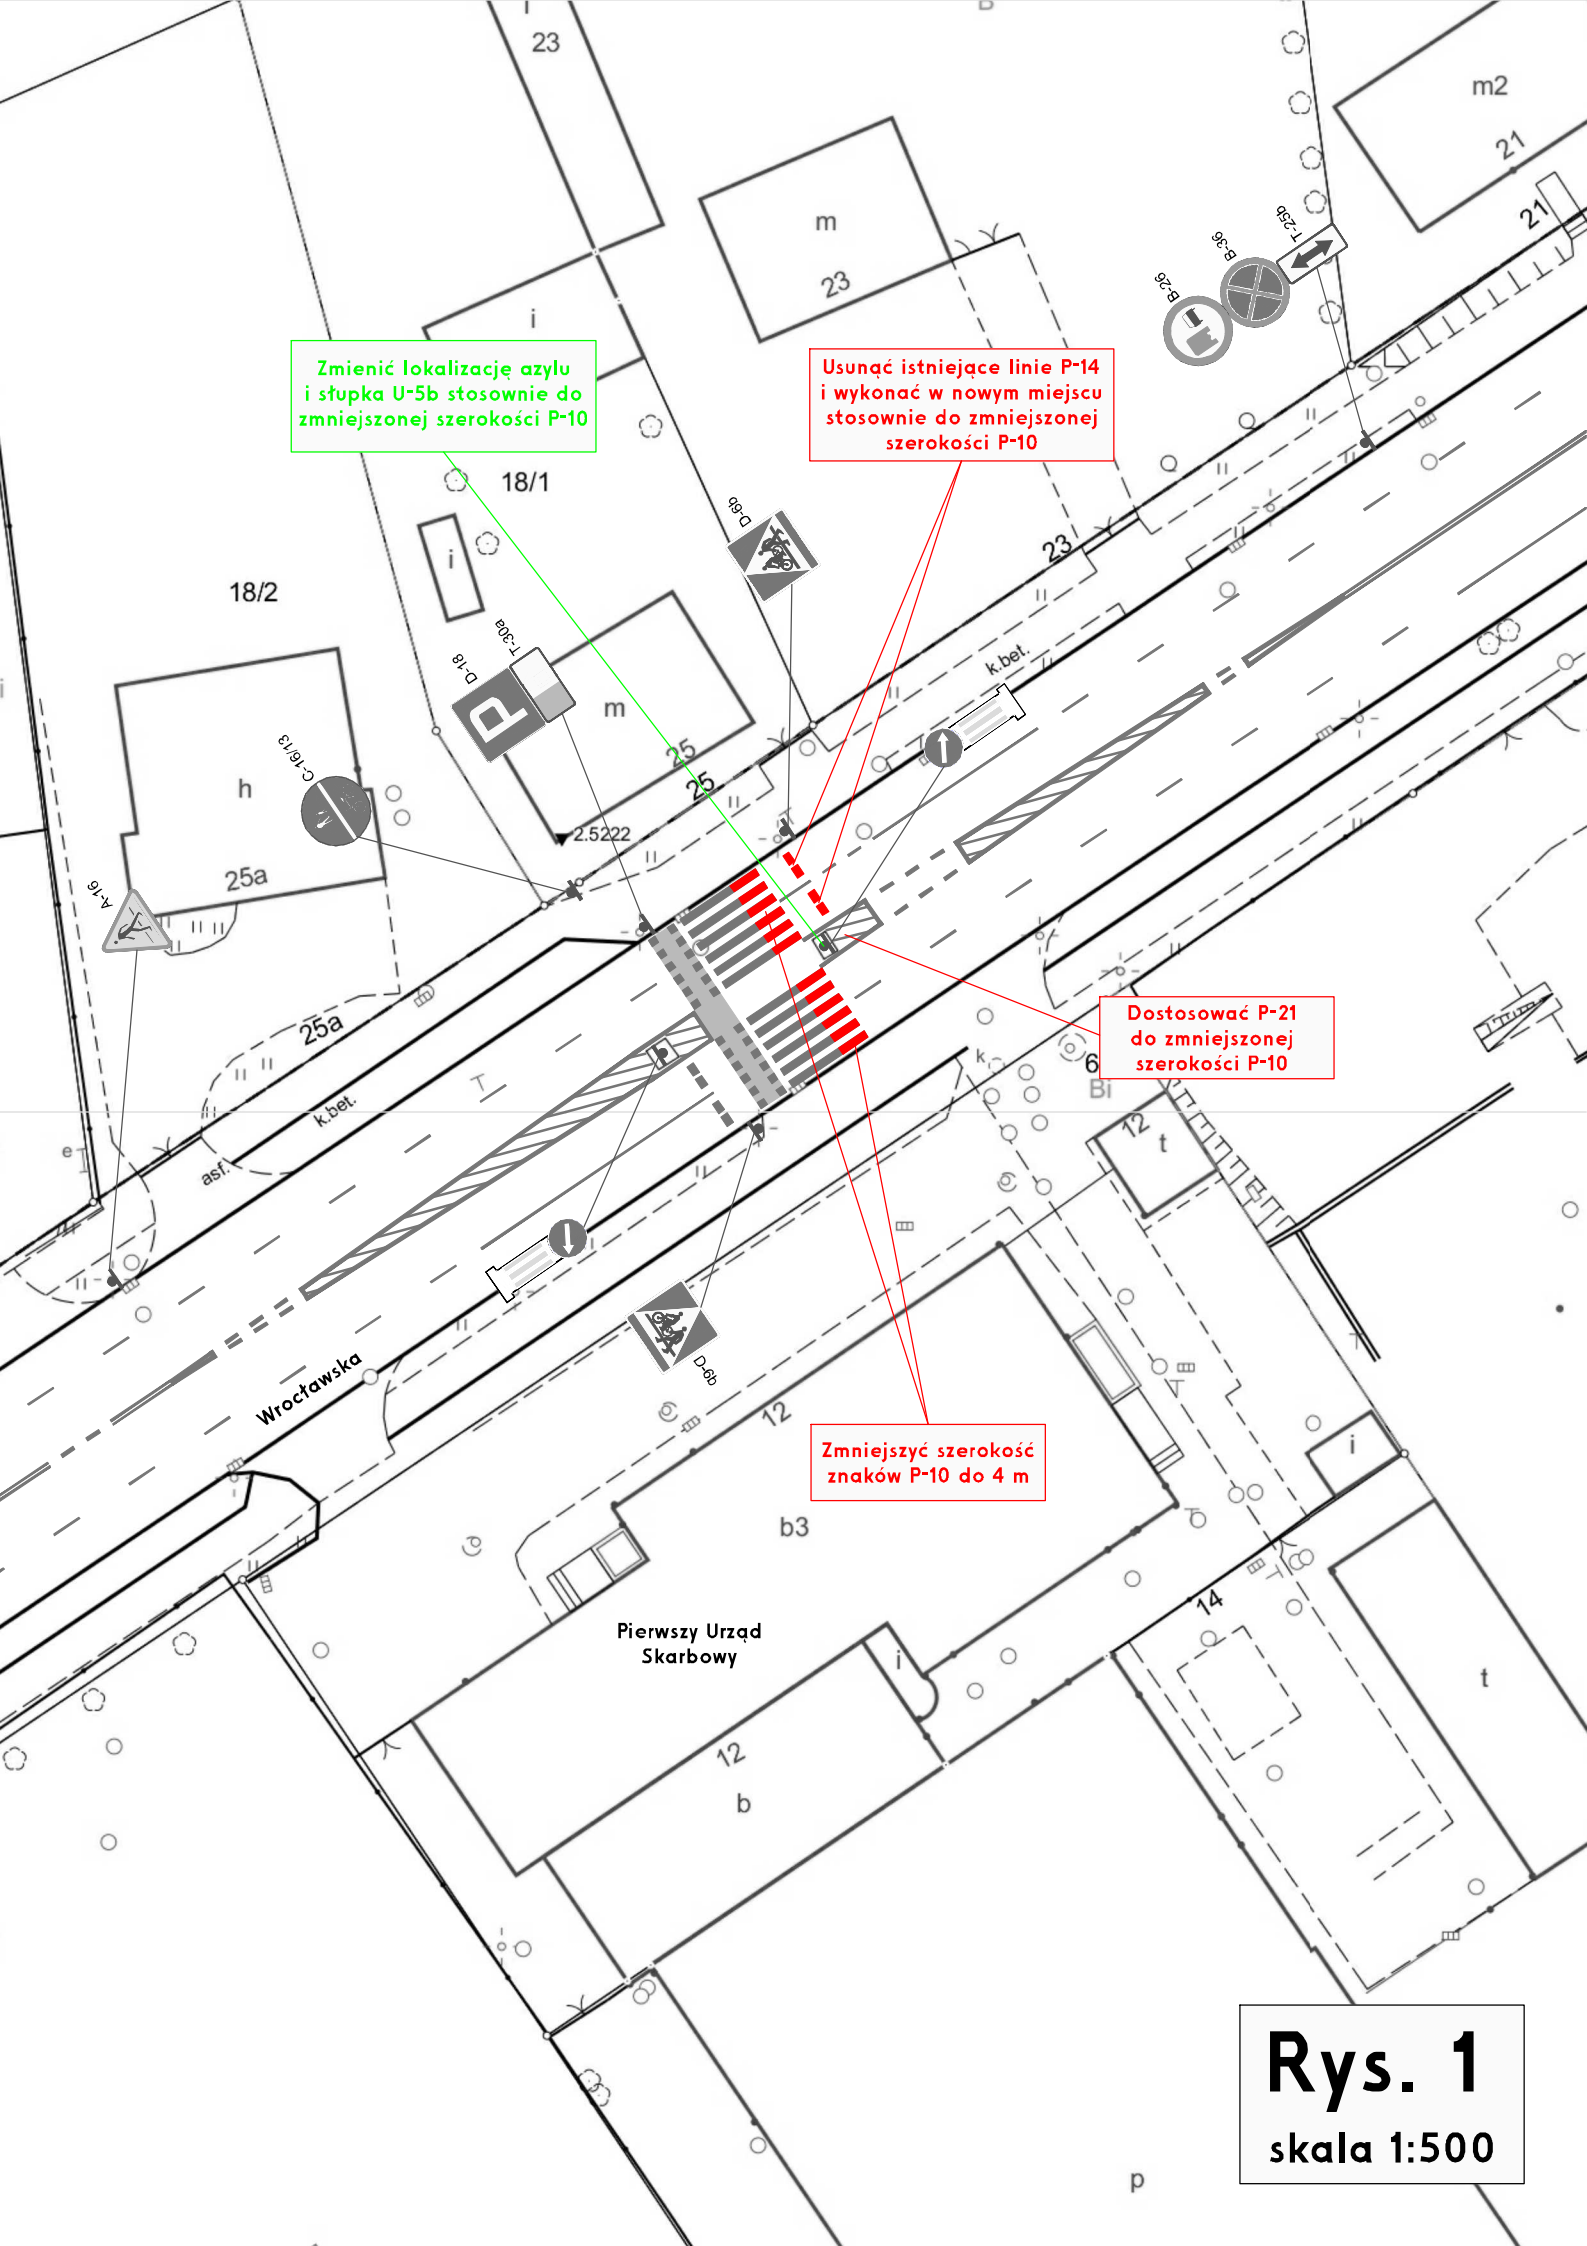 B
23
m2
21
21
m
23
i
T-25b
B-36
B-26
Zmienić lokalizację azylu
i słupka U-5b stosownie do
zmniejszonej szerokości P-10
Usunąć istniejące linie P-14
i wykonać w nowym miejscu
stosownie do zmniejszonej
szerokości P-10
18/1
D-6b
i
23
18/2
T-30a
D-18
P
m
k.bet.
25
25
C-16/13
h
2.5222
25a
A-16
25a
Dostosować P-21
do zmniejszonej
szerokości P-10
k
6
Bi
k.bet.
asf.
e
12
t
Wrocławska
D-6b
12
Zmniejszyć szerokość
znaków P-10 do 4 m
i
b3
14
Pierwszy Urząd
Skarbowy
i
t
12
b
Rys. 1
skala 1:500
p